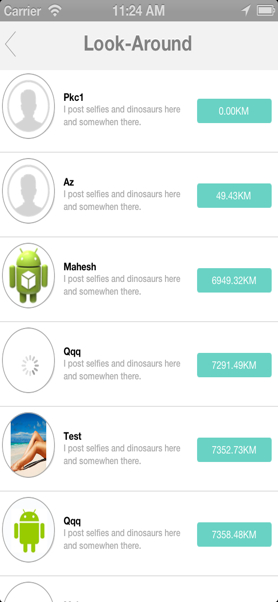 Carrier 11:24 AM
Look-Around
Pkc1
I post selfies and dinosaurs here
and somewhen there.
0.00KM
Az
I post selfies and dinosaurs here
and somewhen there.
49.43KM
Mahesh
I post selfies and dinosaurs here
and somewhen there.
6949.32KM
Qqq
I post selfies and dinosaurs here
and somewhen there.
7291.49KM
Test
I post selfies and dinosaurs here
and somewhen there.
7352.73KM
Qqq
I post selfies and dinosaurs here
and somewhen there.
7358.48KM